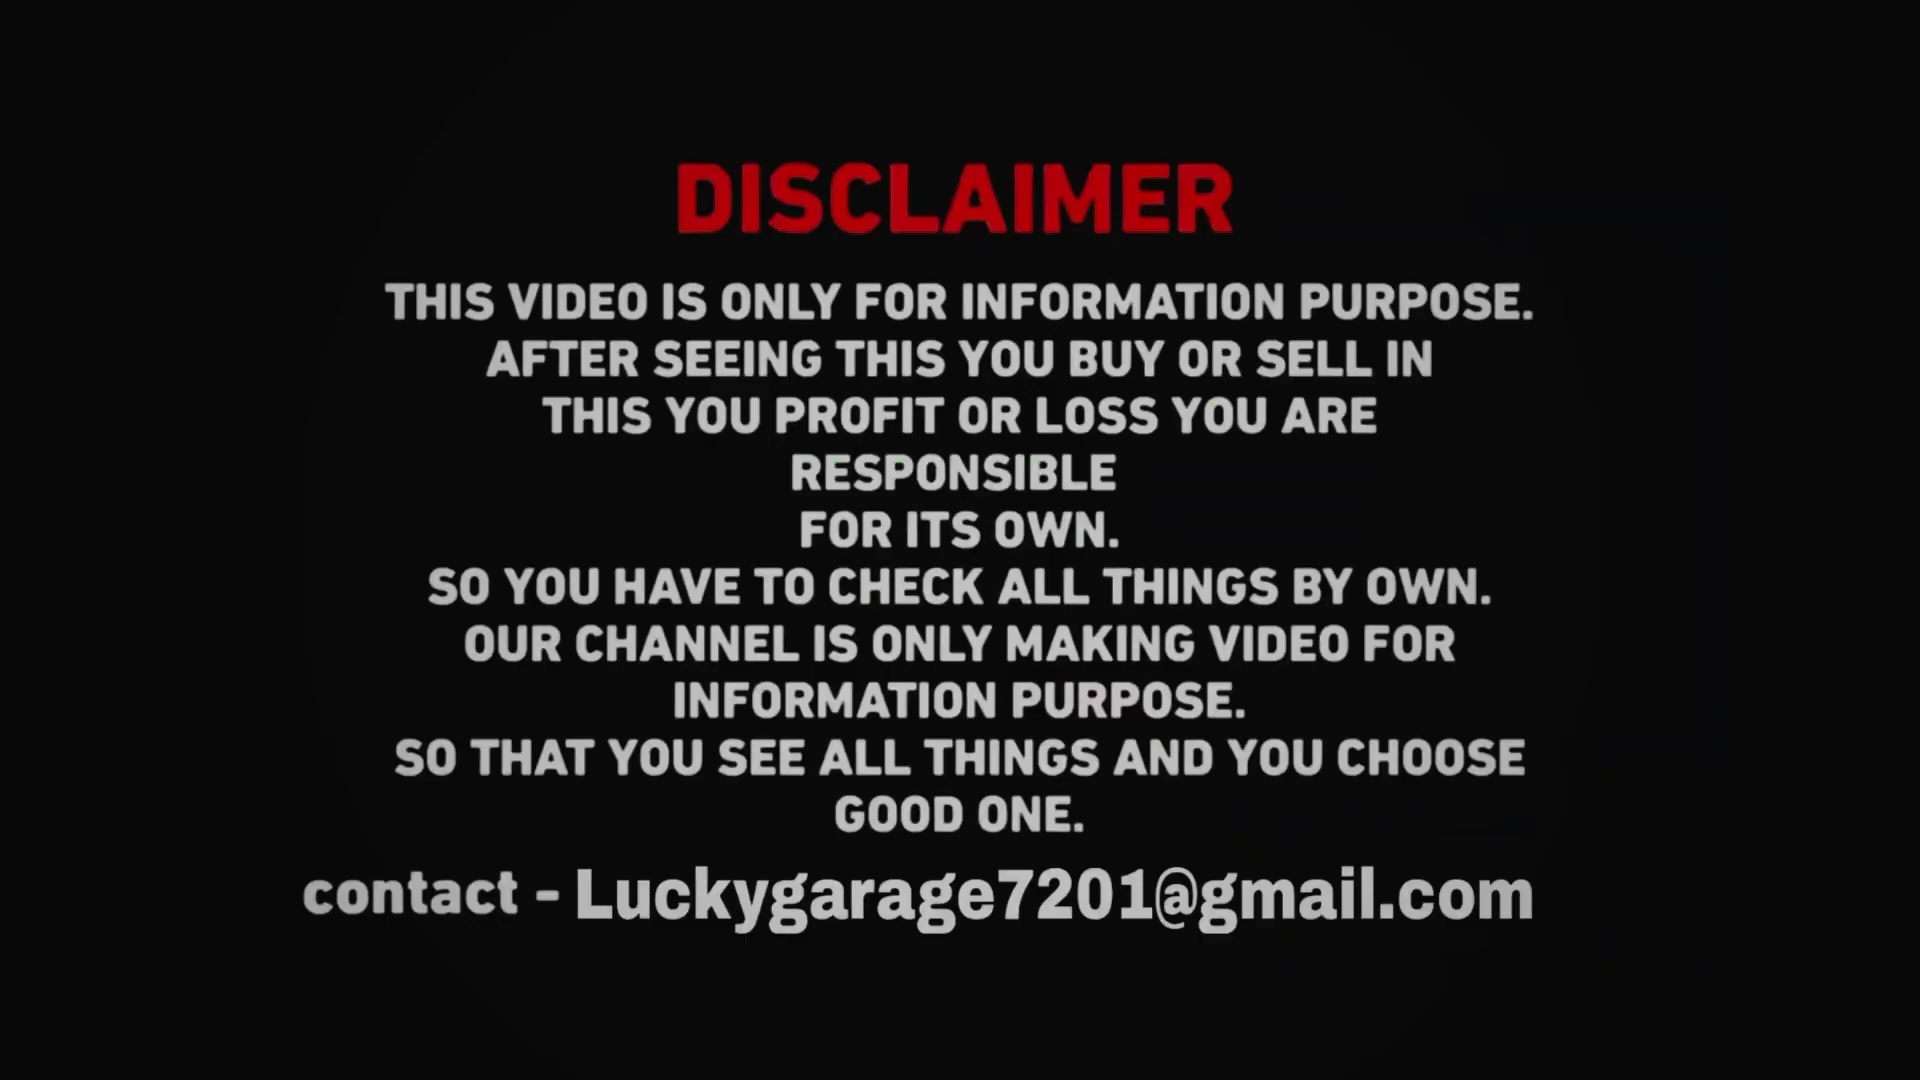 DISCLAIMER
THIS VIDEO IS ONLY FOR INFORMATION PURPOSE.
AFTER SEEING THIS YOU BUY OR SELL IN
THIS YOU PROFIT OR LOSS YOU ARE
RESPONSIBLE
FOR ITS OWN.
SO YOU HAVE TO CHECK ALL THINGS BY OWN.
OUR CHANNEL IS ONLY MAKING VIDEO FOR
INFORMATION PURPOSE.
SO THAT YOU SEE ALL THINGS AND YOU CHOOSE
GOOD ONE.
contact - Luckygarage7201@gmail.com